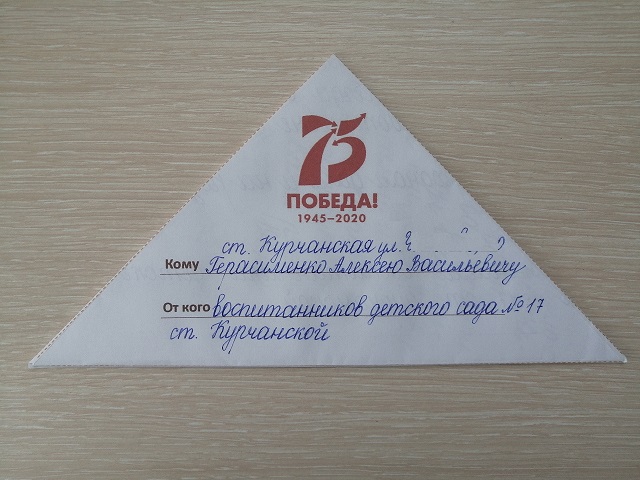 75
ПОБЕДА!
1945–2020
ст. Курчанская ул.
Кому Герасименко Алексею Васильевичу
От кого воспитанников детского сада № 17
ст. Курчанской